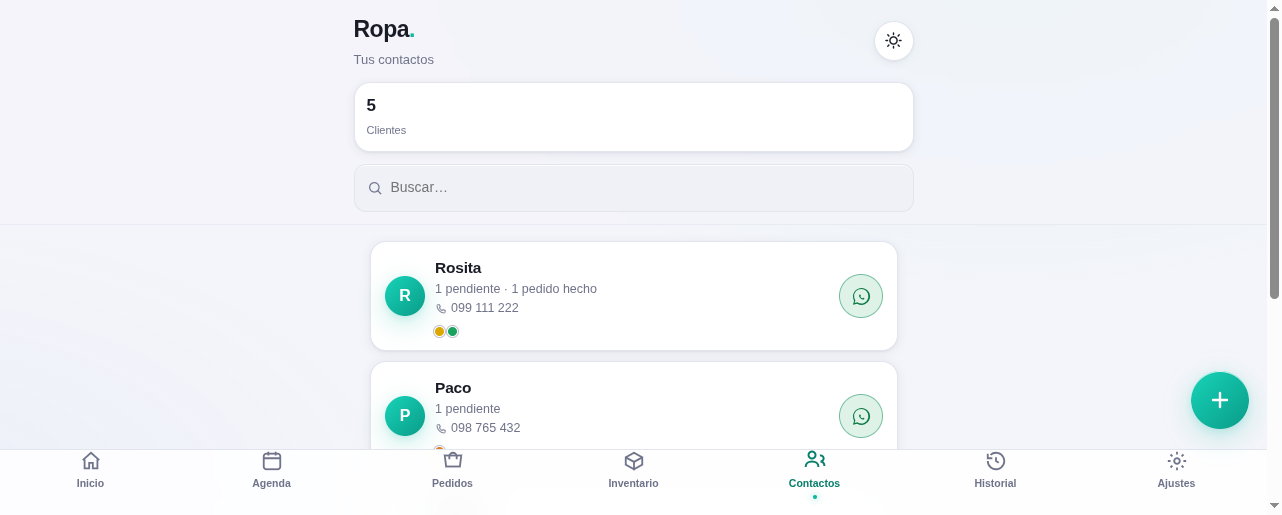 Ropa.
Tus contactos
5
Clientes
Buscar…
R
Rosita
1 pendiente · 1 pedido hecho
099 111 222
P
Paco
1 pendiente
098 765 432
Inicio
Agenda
Pedidos
Inventario
Contactos
Historial
Ajustes